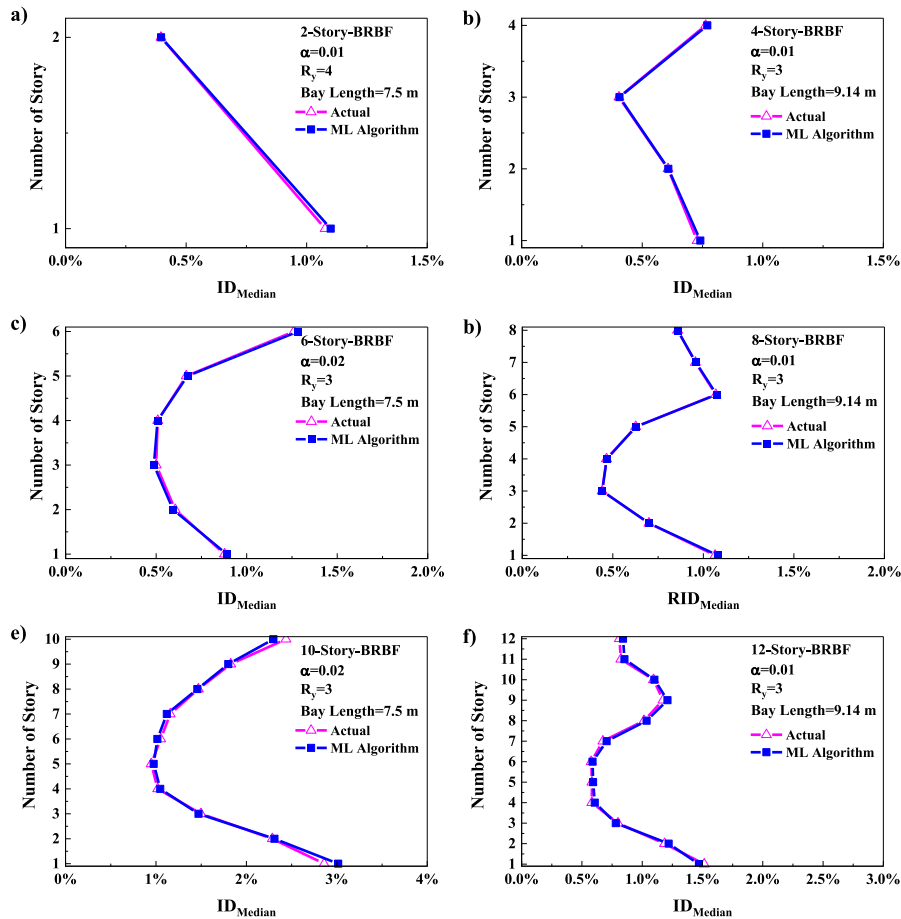 a)
2-Story-BRBF
α=0.01
Ry=4
Bay Length=7.5 m
Actual
ML Algorithm
Number of Story
2
1
0.0% 0.5% 1.0% 1.5%
IDMedian
b)
4-Story-BRBF
α=0.01
Ry=3
Bay Length=9.14 m
Actual
ML Algorithm
Number of Story
4
3
2
1
0.0% 0.5% 1.0% 1.5%
IDMedian
c)
6-Story-BRBF
α=0.02
Ry=3
Bay Length=7.5 m
Actual
ML Algorithm
Number of Story
6
5
4
3
2
1
0.0% 0.5% 1.0% 1.5% 2.0%
IDMedian
b)
8-Story-BRBF
α=0.01
Ry=3
Bay Length=9.14 m
Actual
ML Algorithm
Number of Story
8
7
6
5
4
3
2
1
0.0% 0.5% 1.0% 1.5% 2.0%
RIDMedian
e)
10-Story-BRBF
α=0.02
Ry=3
Bay Length=7.5 m
Actual
ML Algorithm
Number of Story
10
9
8
7
6
5
4
3
2
1
0% 1% 2% 3% 4%
IDMedian
f)
12-Story-BRBF
α=0.01
Ry=3
Bay Length=9.14 m
Actual
ML Algorithm
Number of Story
12
11
10
9
8
7
6
5
4
3
2
1
0.0% 0.5% 1.0% 1.5% 2.0% 2.5% 3.0%
IDMedian